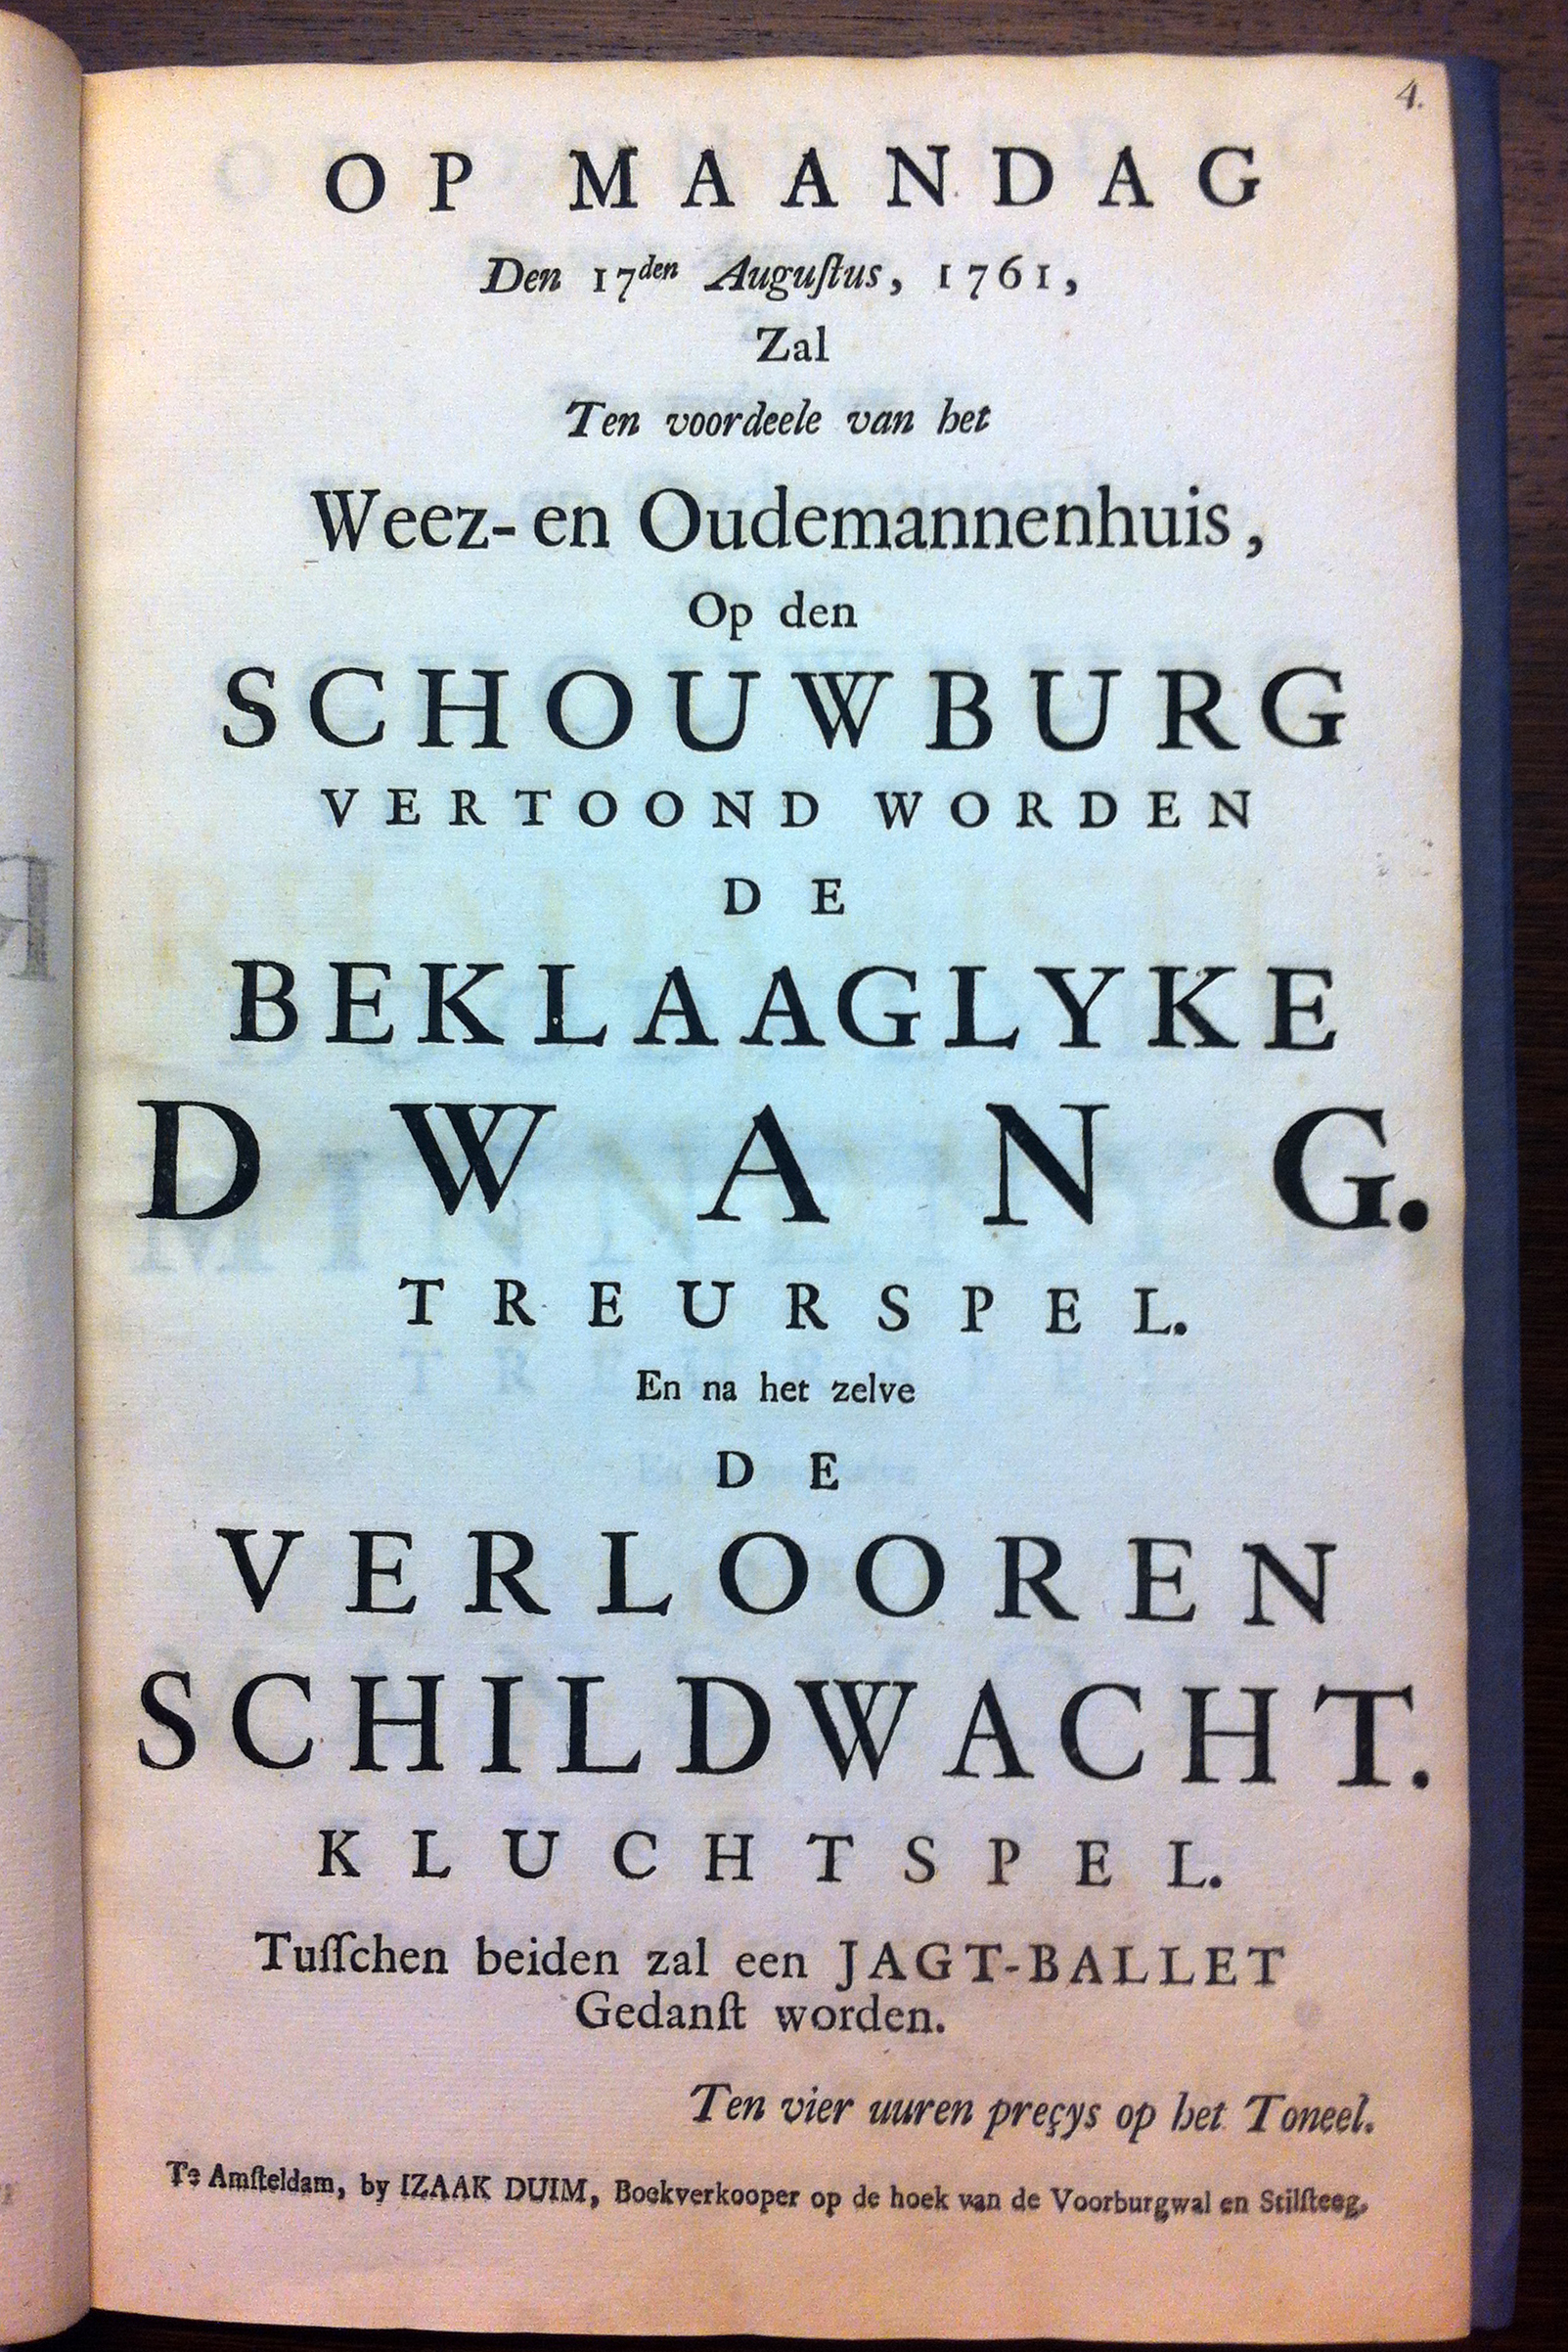 4.
OP MAANDAG
Den 17den Auguſtus, 1761,
Zal
Ten voordeele van het
Weez- en Oudemannenhuis,
Op den
SCHOUWBURG
VERTOOND WORDEN
DE
BEKLAAGLYKE
DWANG.
TREURSPEL.
En na het zelve
DE
VERLOOREN
SCHILDWACHT.
KLUCHTSPEL.
Tuſſchen beiden zal een JAGT-BALLET
Gedanſt worden.
Ten vier uuren preçys op het Toneel.
Te Amſteldam, by IZAAK DUIM, Boekverkooper op de hoek van de Voorburgwal en Stilſteeg.